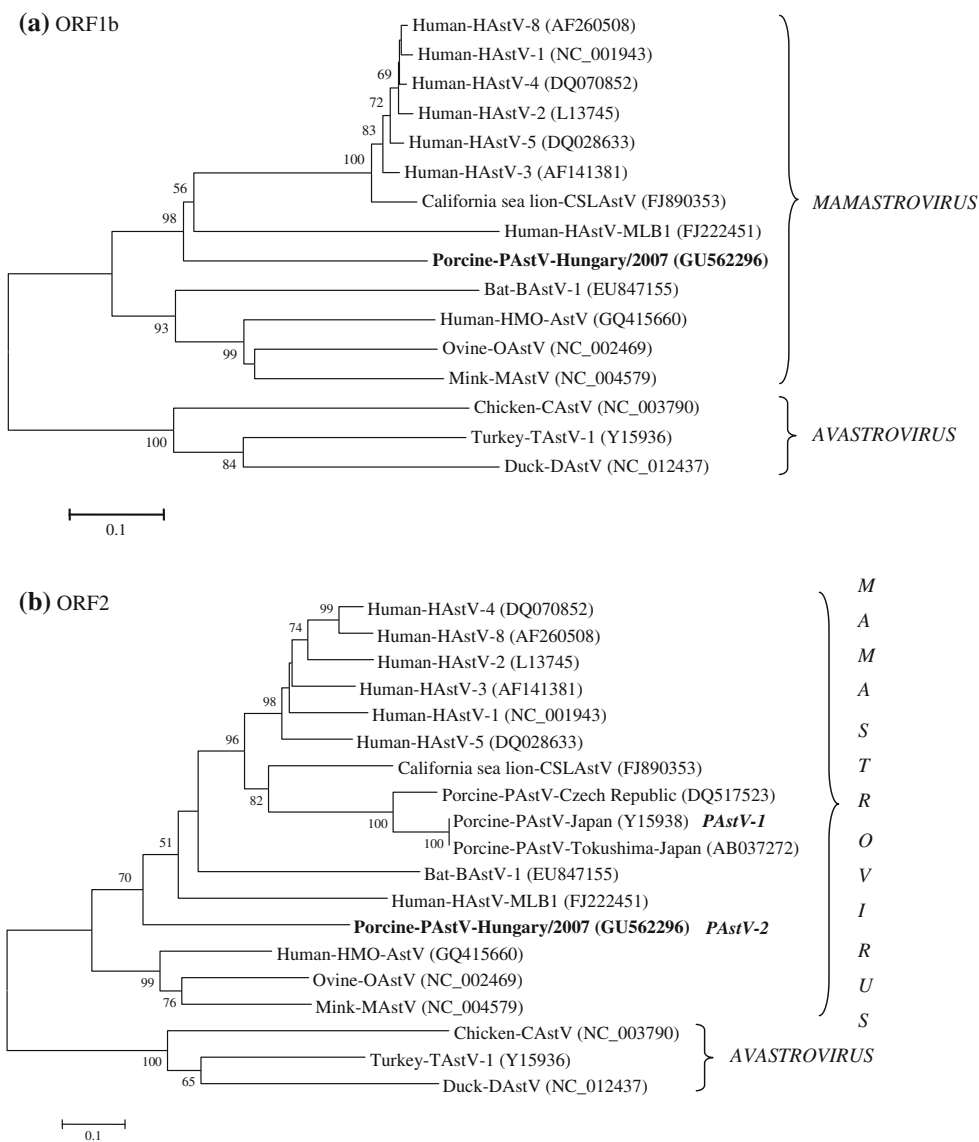 (a) ORF1b
Human-HAstV-8 (AF260508)
Human-HAstV-1 (NC_001943)
69
Human-HAstV-4 (DQ070852)
72
Human-HAstV-2 (L13745)
83
Human-HAstV-5 (DQ028633)
100
Human-HAstV-3 (AF141381)
56
California sea lion-CSLAstV (FJ890353)
MAMASTROVIRUS
98
Human-HAstV-MLB1 (FJ222451)
Porcine-PAstV-Hungary/2007 (GU562296)
Bat-BAstV-1 (EU847155)
93
Human-HMO-AstV (GQ415660)
99
Ovine-OAstV (NC_002469)
Mink-MAstV (NC_004579)
Chicken-CAstV (NC_003790)
100
Turkey-TAstV-1 (Y15936)
AVASTROVIRUS
84
Duck-DAstV (NC_012437)
0.1
(b) ORF2
99
Human-HAstV-4 (DQ070852)
74
Human-HAstV-8 (AF260508)
Human-HAstV-2 (L13745)
98
Human-HAstV-3 (AF141381)
Human-HAstV-1 (NC_001943)
96
Human-HAstV-5 (DQ028633)
California sea lion-CSLAstV (FJ890353)
82
Porcine-PAstV-Czech Republic (DQ517523)
100
Porcine-PAstV-Japan (Y15938) PAstV-1
100
Porcine-PAstV-Tokushima-Japan (AB037272)
51
Bat-BAstV-1 (EU847155)
70
Human-HAstV-MLB1 (FJ222451)
Porcine-PAstV-Hungary/2007 (GU562296) PAstV-2
Human-HMO-AstV (GQ415660)
99
Ovine-OAstV (NC_002469)
76
Mink-MAstV (NC_004579)
M
A
M
A
S
T
R
O
V
I
R
U
S
Chicken-CAstV (NC_003790)
100
Turkey-TAstV-1 (Y15936)
AVASTROVIRUS
65
Duck-DAstV (NC_012437)
0.1